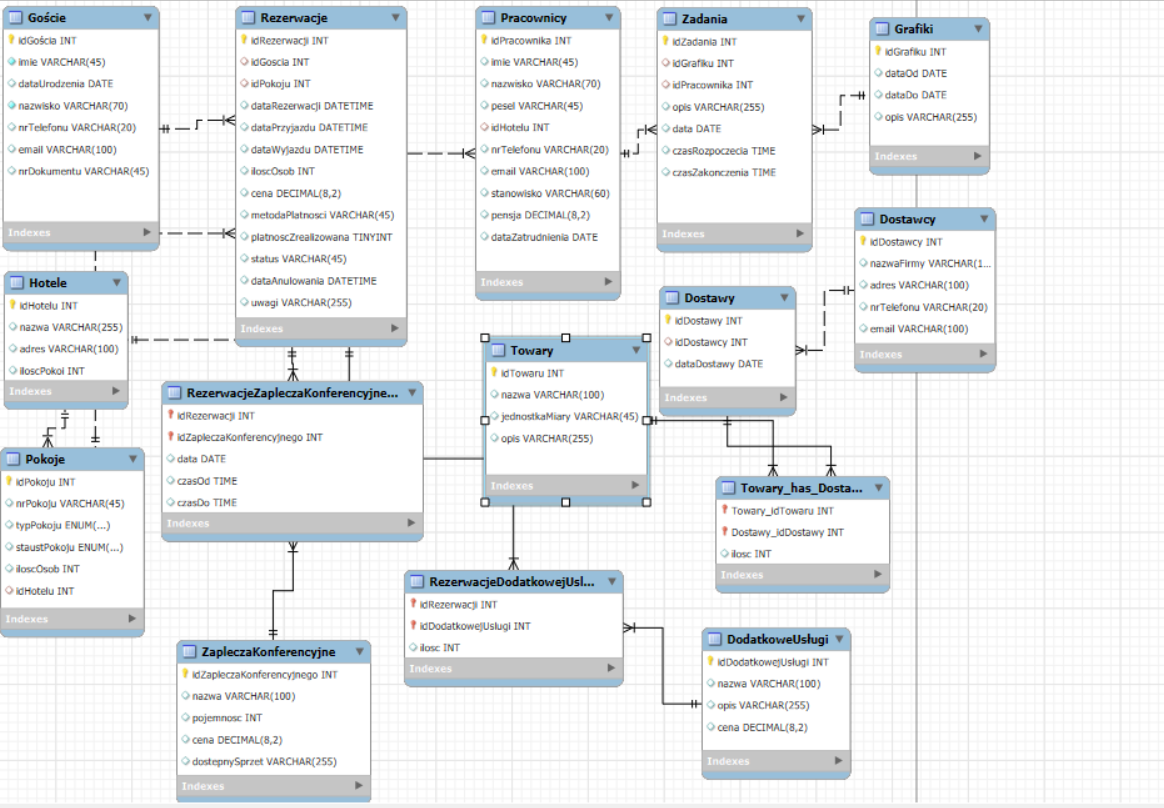 Goście
idGościa INT
imie VARCHAR(45)
dataUrodzenia DATE
nazwisko VARCHAR(70)
nrTelefonu VARCHAR(20)
email VARCHAR(100)
nrDokumentu VARCHAR(45)
Indexes
Rezerwacje
idRezerwacji INT
idGoscia INT
idPokoju INT
dataRezerwacji DATETIME
dataPrzyjazdu DATETIME
dataWyjazdu DATETIME
iloscOsob INT
cena DECIMAL(8,2)
metodaPlatnosci VARCHAR(45)
platnoscZrealizowana TINYINT
status VARCHAR(45)
dataAnulowania DATETIME
uwagi VARCHAR(255)
Indexes
Pracownicy
idPracownika INT
imie VARCHAR(45)
nazwisko VARCHAR(70)
pesel VARCHAR(45)
idHotelu INT
nrTelefonu VARCHAR(20)
email VARCHAR(100)
stanowisko VARCHAR(60)
pensja DECIMAL(8,2)
dataZatrudnienia DATE
Indexes
Zadania
idZadania INT
idGrafiku INT
idPracownika INT
opis VARCHAR(255)
data DATE
czasRozpoczecia TIME
czasZakonczenia TIME
Indexes
Grafiki
idGrafiku INT
dataOd DATE
dataDo DATE
opis VARCHAR(255)
Indexes
Dostawcy
idDostawcy INT
nazwaFirmy VARCHAR(1...
adres VARCHAR(100)
nrTelefonu VARCHAR(20)
email VARCHAR(100)
Indexes
Hotele
idHotelu INT
nazwa VARCHAR(255)
adres VARCHAR(100)
iloscPokoi INT
Indexes
Dostawy
idDostawy INT
idDostawcy INT
dataDostawy DATE
Indexes
Towary
idTowaru INT
nazwa VARCHAR(100)
jednostkaMiary VARCHAR(45)
opis VARCHAR(255)
Indexes
RezerwacjeZapleczaKonferencyjne...
idRezerwacji INT
idZapleczaKonferencyjnego INT
data DATE
czasOd TIME
czasDo TIME
Indexes
Pokoje
idPokoju INT
nrPokoju VARCHAR(45)
typPokoju ENUM(...)
staustPokoju ENUM(...)
iloscOsob INT
idHotelu INT
Indexes
Towary_has_Dosta...
Towary_idTowaru INT
Dostawy_idDostawy INT
ilosc INT
Indexes
RezerwacjeDodatkowejUsl...
idRezerwacji INT
idDodatkowejUsługi INT
ilosc INT
Indexes
ZapleczaKonferencyjne
idZapleczaKonferencyjnego INT
nazwa VARCHAR(100)
pojemnosc INT
cena DECIMAL(8,2)
dostepnySprzet VARCHAR(255)
Indexes
DodatkoweUsługi
idDodatkowejUsługi INT
nazwa VARCHAR(100)
opis VARCHAR(255)
cena DECIMAL(8,2)
Indexes